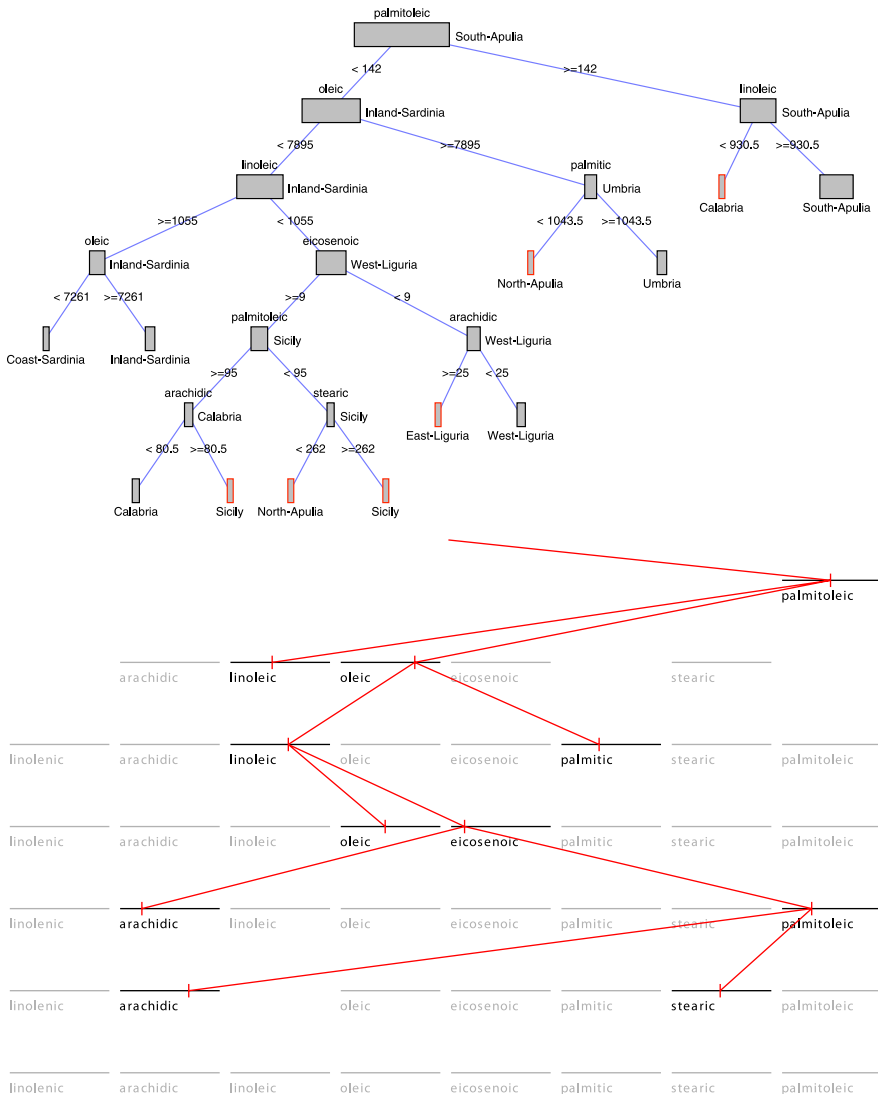 palmitoleic
South-Apulia
< 142 >=142
oleic linoleic
Inland-Sardinia South-Apulia
< 7895 >=7895 < 930.5 >=930.5
linoleic palmitic
Inland-Sardinia Umbria Calabria South-Apulia
>=1055 < 1055 < 1043.5 >=1043.5
oleic eicosenoic
Inland-Sardinia West-Liguria
North-Apulia Umbria
< 7261 >=7261 >=9 < 9
palmitoleic arachidic
Sicily West-Liguria
Coast-Sardinia Inland-Sardinia
>=95 < 95 >=25 < 25
arachidic stearic
Calabria Sicily
East-Liguria West-Liguria
< 80.5 >=80.5 < 262 >=262
Calabria Sicily North-Apulia Sicily
palmitoleic
arachidic linoleic oleic eicosenoic stearic
linolenic arachidic linoleic oleic eicosenoic palmitic stearic palmitoleic
linolenic arachidic linoleic oleic eicosenoic palmitic stearic palmitoleic
linolenic arachidic linoleic oleic eicosenoic palmitic stearic palmitoleic
linolenic arachidic oleic eicosenoic palmitic stearic palmitoleic
linolenic arachidic linoleic oleic eicosenoic palmitic stearic palmitoleic